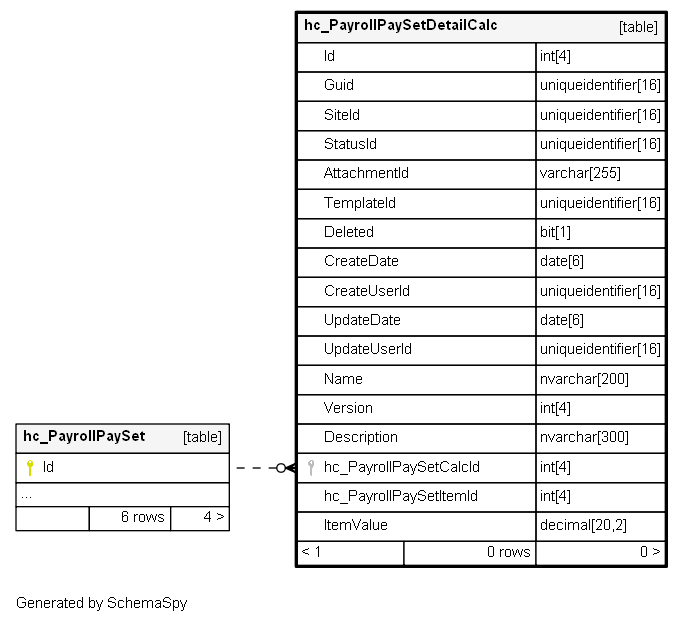 hc_PayrollPaySetDetailCalc [table]
Id int[4]
Guid uniqueidentifier[16]
SiteId uniqueidentifier[16]
StatusId uniqueidentifier[16]
AttachmentId varchar[255]
TemplateId uniqueidentifier[16]
Deleted bit[1]
CreateDate date[6]
CreateUserId uniqueidentifier[16]
UpdateDate date[6]
UpdateUserId uniqueidentifier[16]
Name nvarchar[200]
Version int[4]
Description nvarchar[300]
hc_PayrollPaySetCalcId int[4]
hc_PayrollPaySetItemId int[4]
ItemValue decimal[20,2]
< 1 0 rows 0 >
hc_PayrollPaySet [table]
Id
...
6 rows 4 >
Generated by SchemaSpy